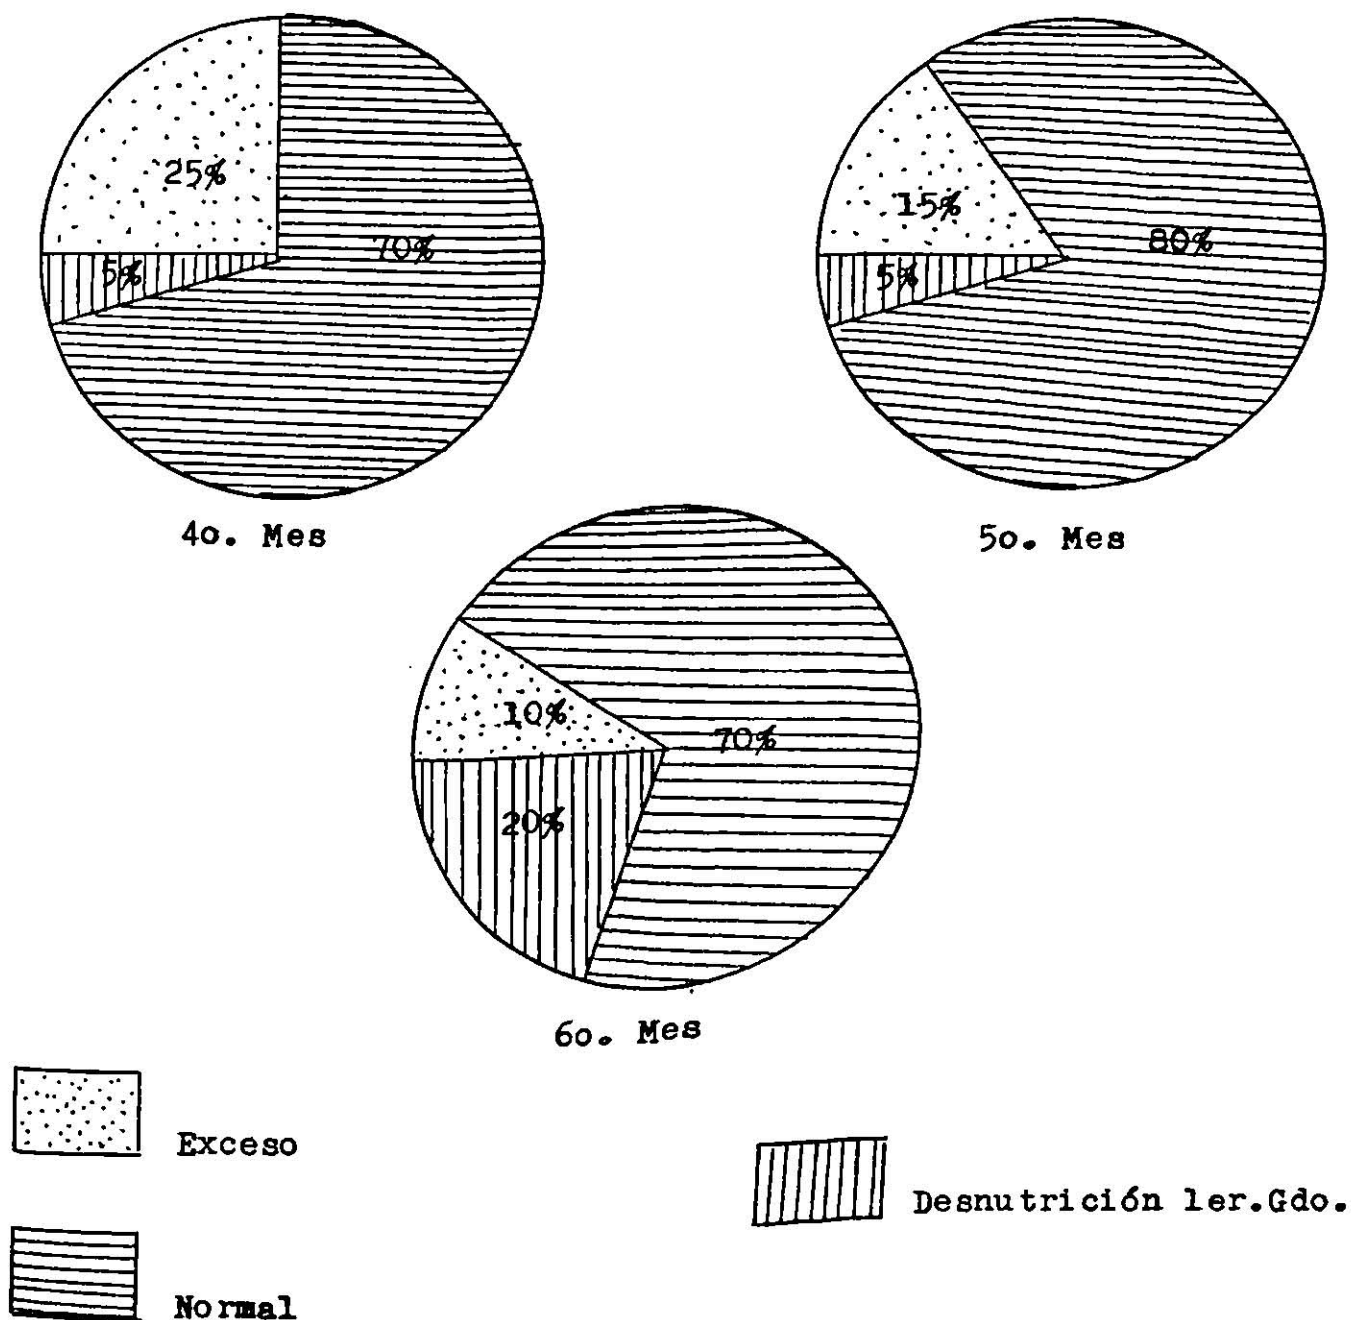 25%
70%
5%
15%
80%
5%
4o. Mes
5o. Mes
10%
70%
20%
6o. Mes
Exceso
Desnutrición 1er.Gdo.
Normal